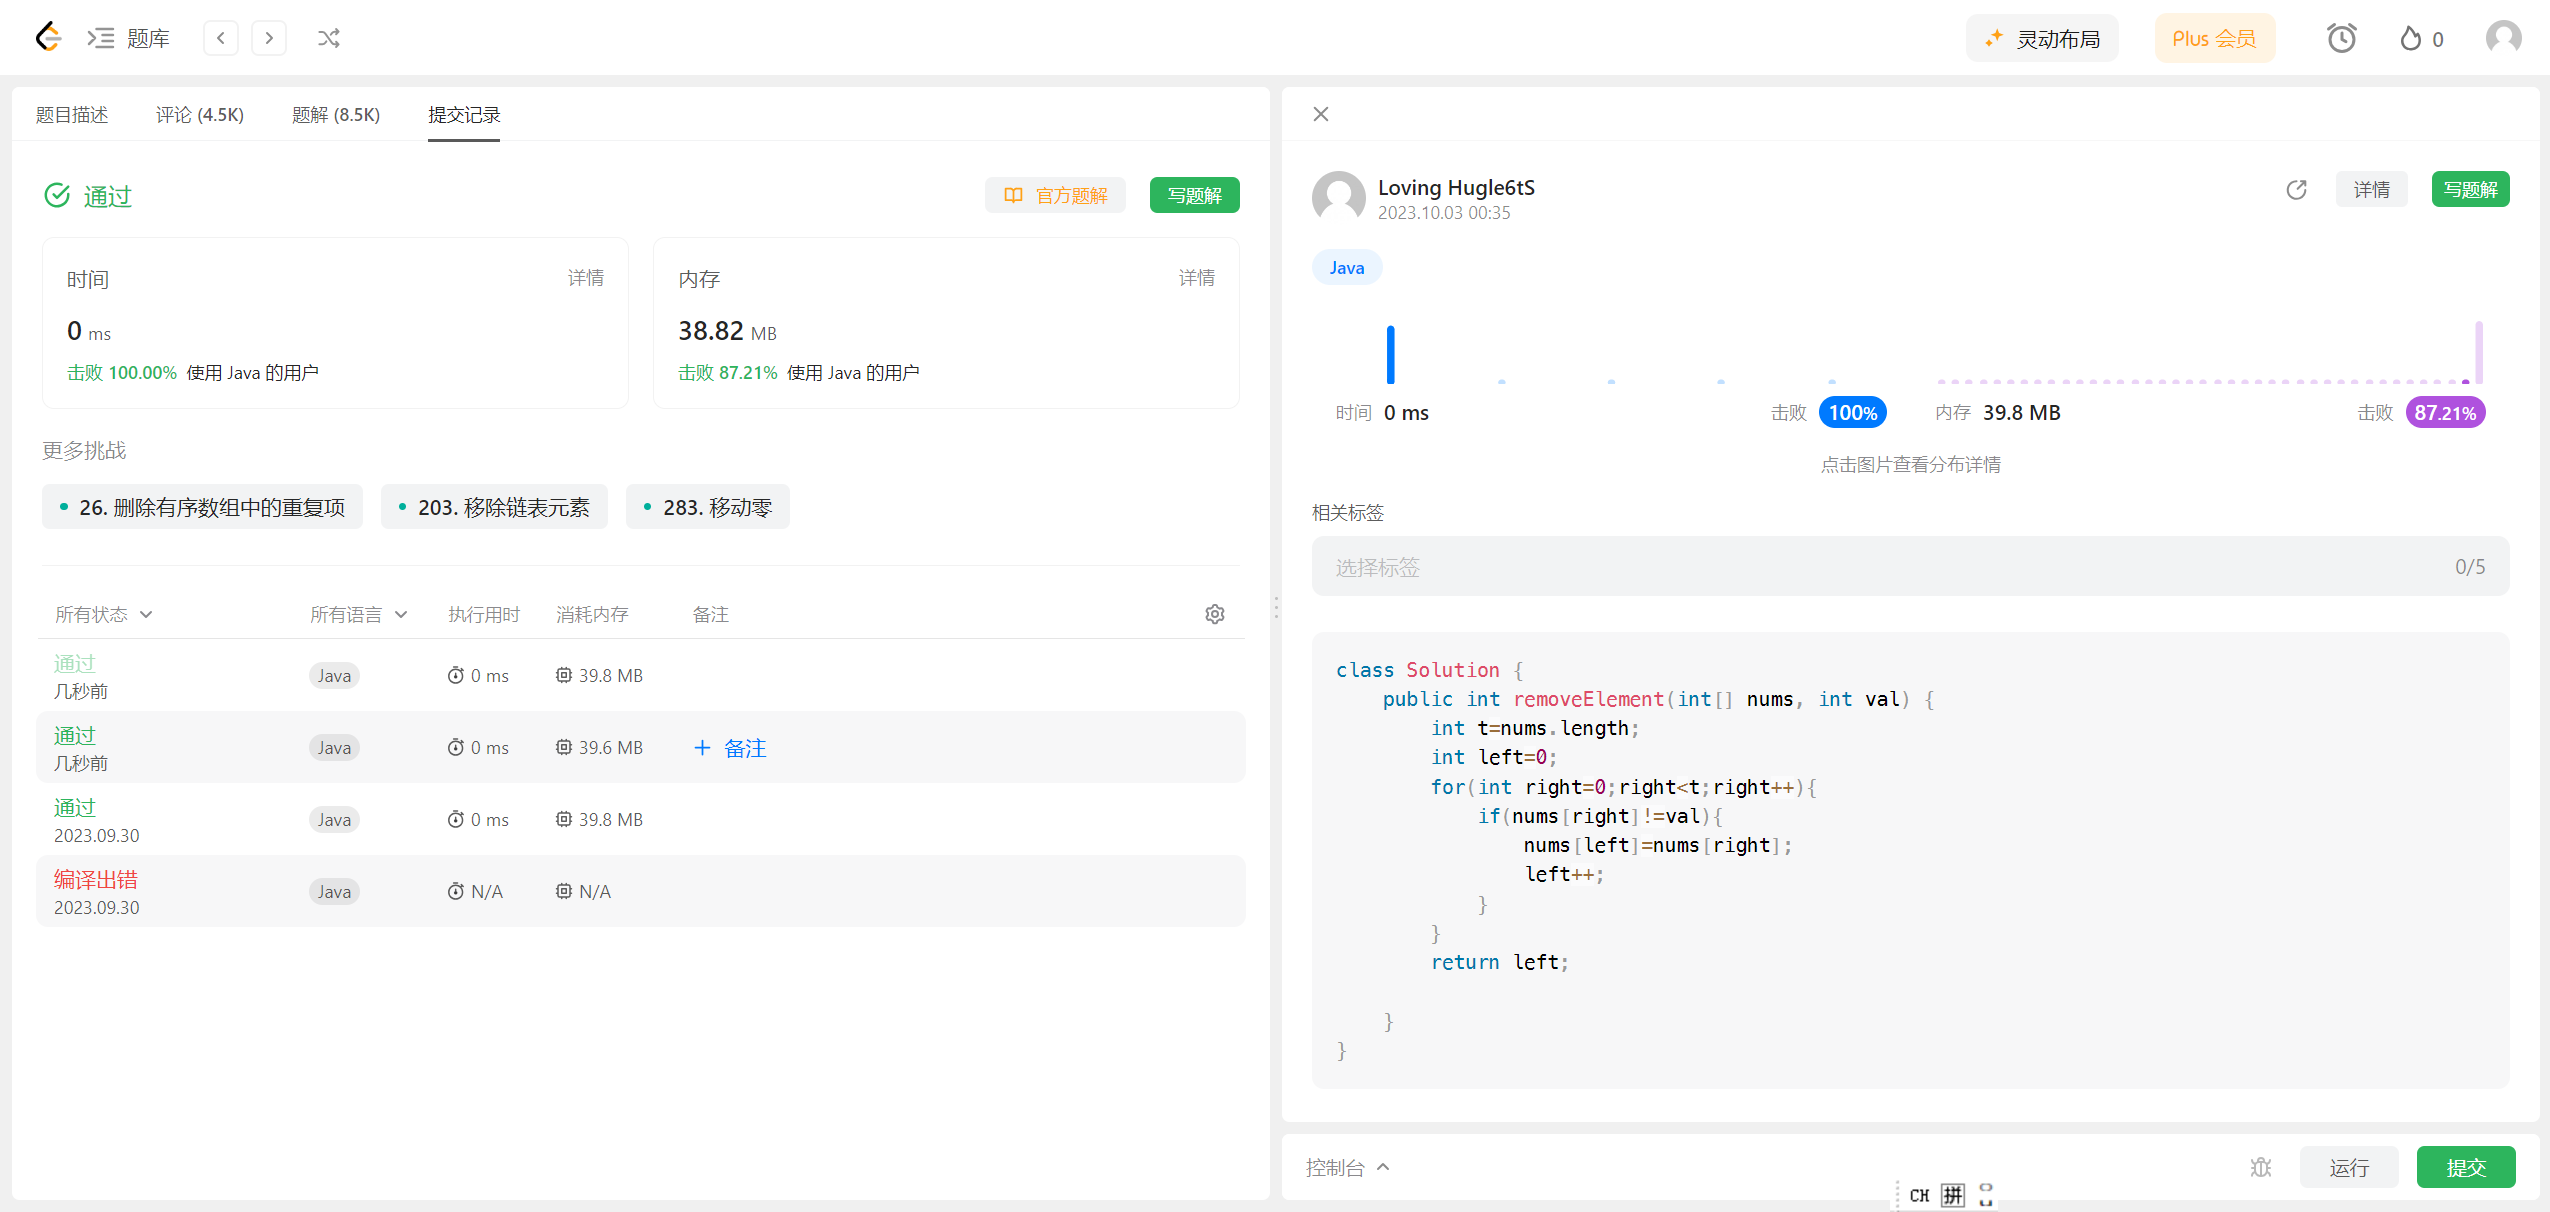 题库
灵动布局
Plus 会员
0
题目描述 评论 (4.5K) 题解 (8.5K) 提交记录
通过
官方题解
写题解
时间 详情
0 ms
击败 100.00% 使用 Java 的用户
内存 详情
38.82 MB
击败 87.21% 使用 Java 的用户
更多挑战
26. 删除有序数组中的重复项
203. 移除链表元素
283. 移动零
所有状态 所有语言 执行用时 消耗内存 备注
通过
几秒前
Java 0 ms 39.8 MB
通过
几秒前
Java 0 ms 39.6 MB + 备注
通过
2023.09.30
Java 0 ms 39.8 MB
编译出错
2023.09.30
Java N/A N/A
Loving Hugle6tS
2023.10.03 00:35
详情
写题解
Java
时间 0 ms 击败 100% 内存 39.8 MB 击败 87.21%
点击图片查看分布详情
相关标签
选择标签 0/5
class Solution {
    public int removeElement(int[] nums, int val) {
        int t=nums.length;
        int left=0;
        for(int right=0;right<t;right++){
            if(nums[right]!=val){
                nums[left]=nums[right];
                left++;
            }
        }
        return left;
    }
}
控制台
运行
提交
CH 拼